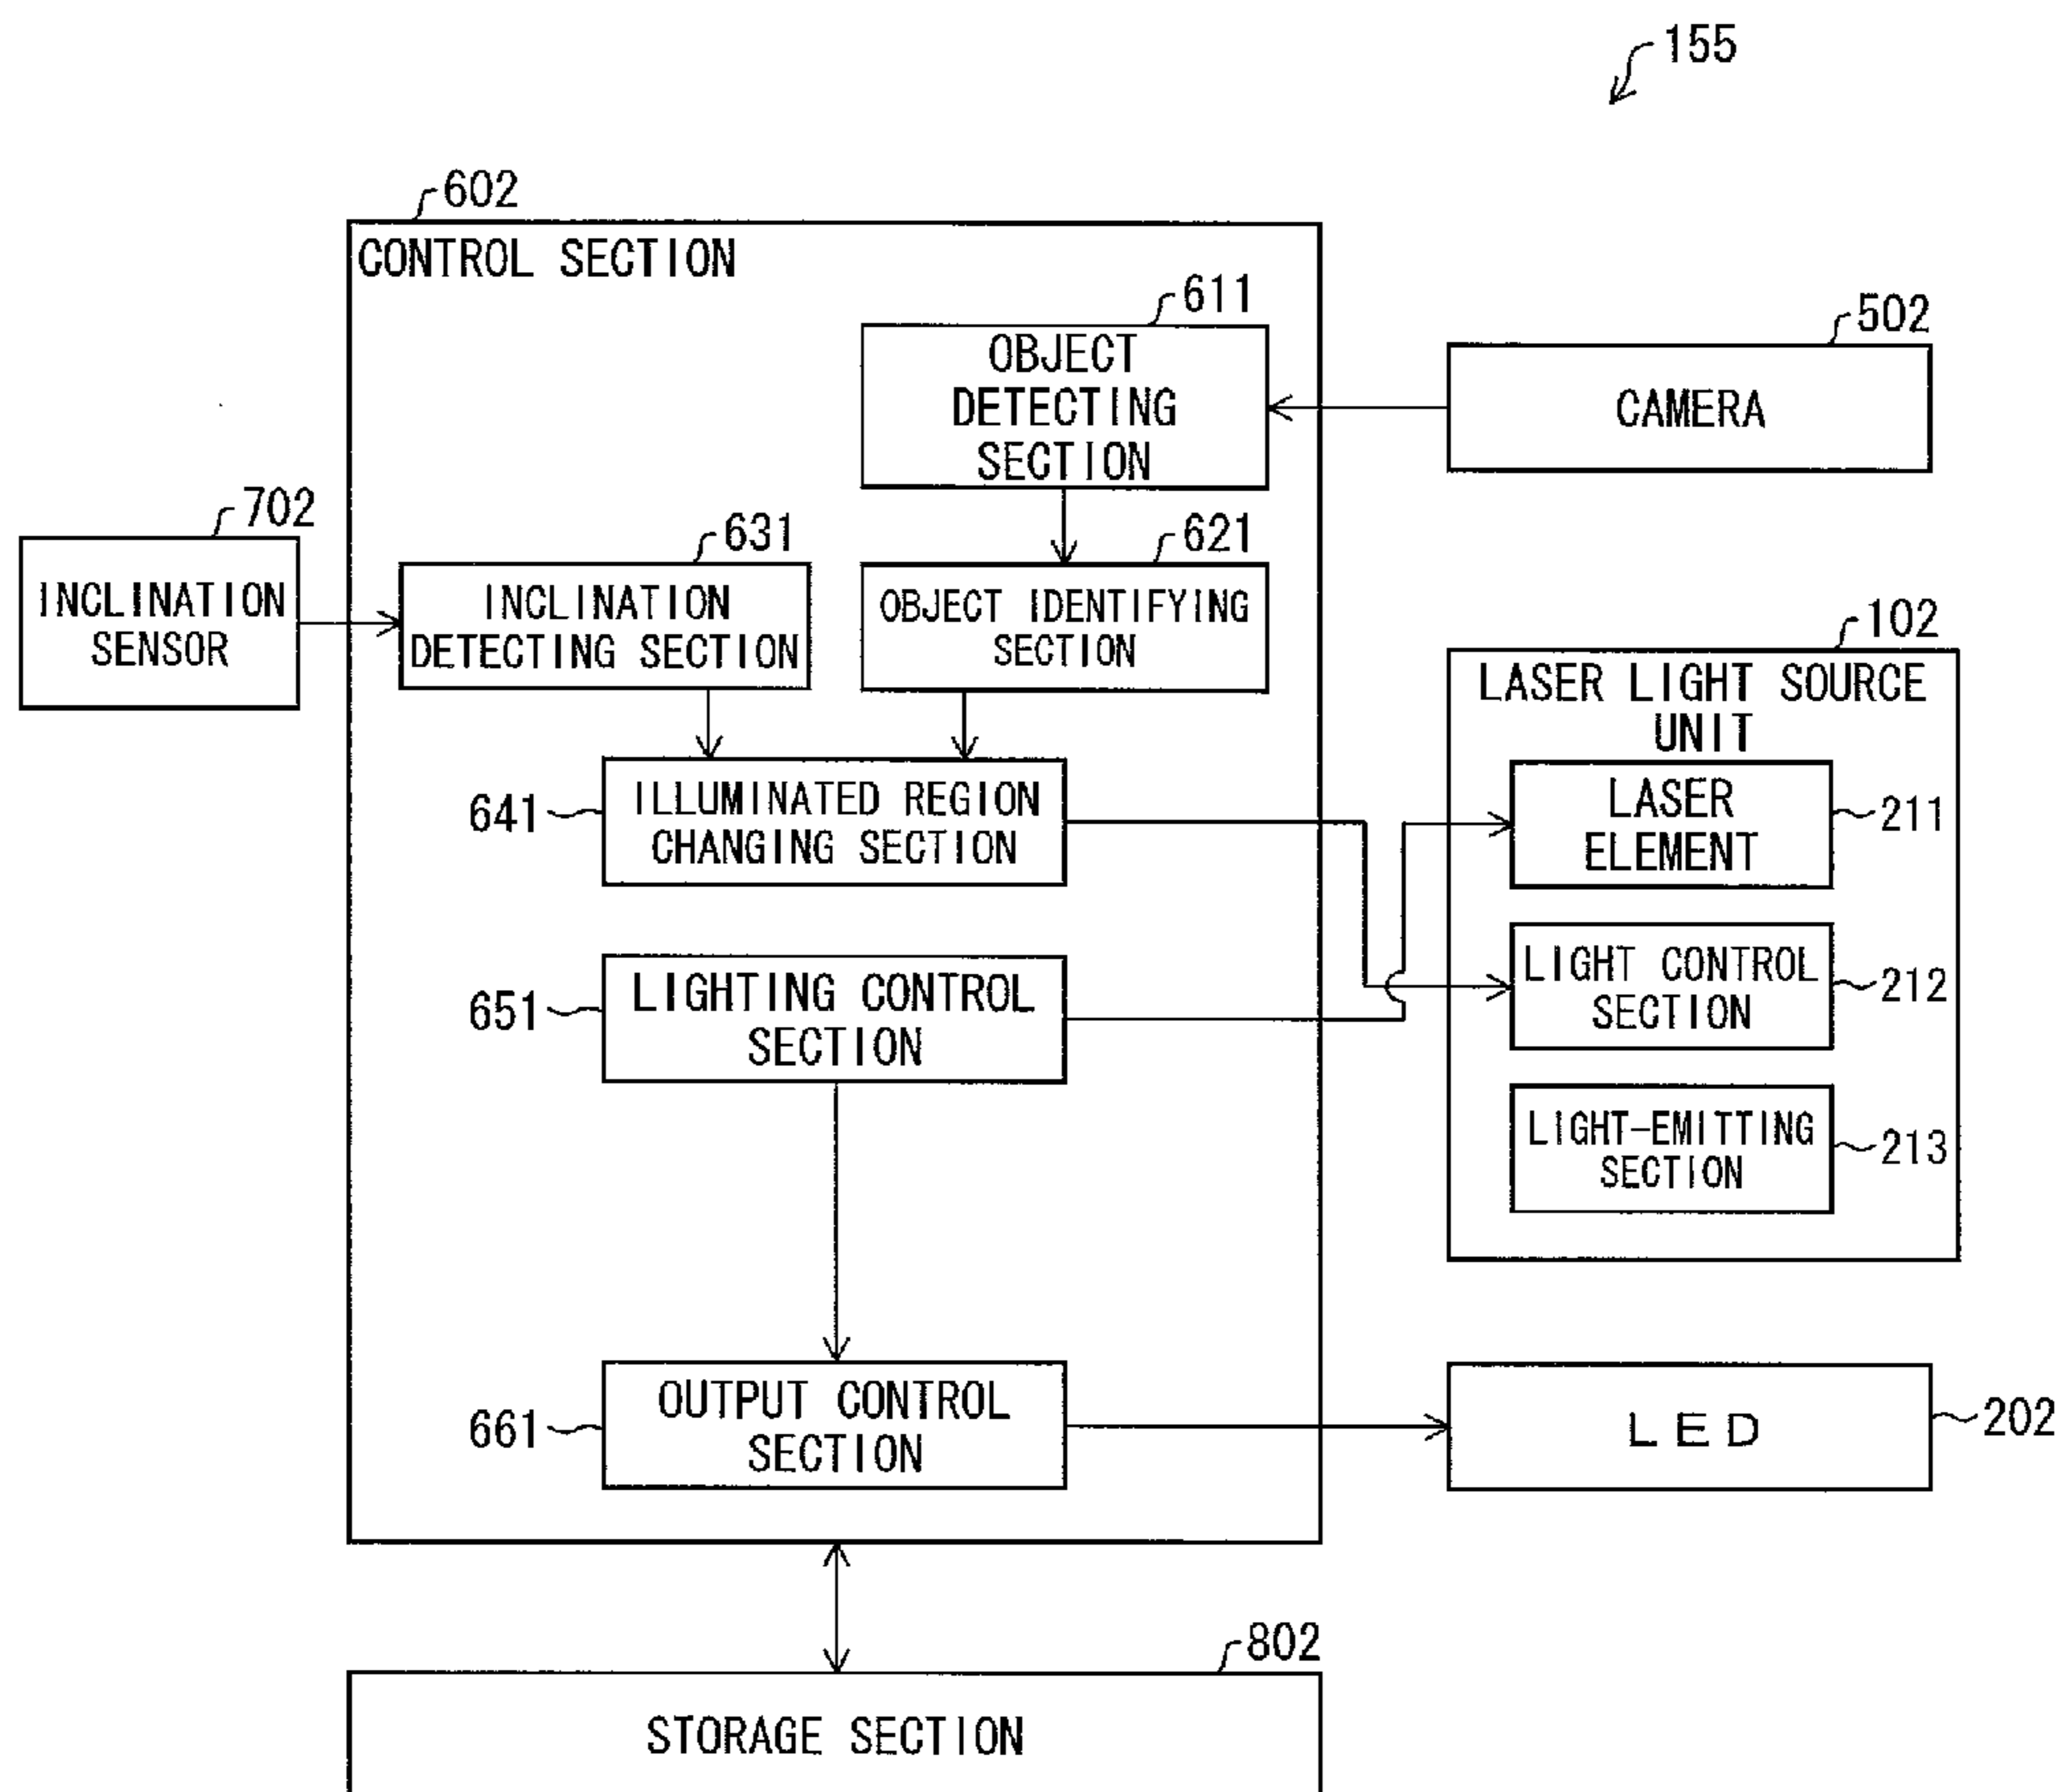 155
602
CONTROL SECTION
611
OBJECT
DETECTING
SECTION
502
CAMERA
702
INCLINATION
SENSOR
631
INCLINATION
DETECTING SECTION
621
OBJECT IDENTIFYING
SECTION
102
LASER LIGHT SOURCE
UNIT
641
ILLUMINATED REGION
CHANGING SECTION
LASER
ELEMENT
211
651
LIGHTING CONTROL
SECTION
LIGHT CONTROL
SECTION
212
LIGHT-EMITTING
SECTION
213
661
OUTPUT CONTROL
SECTION
LED
202
802
STORAGE SECTION